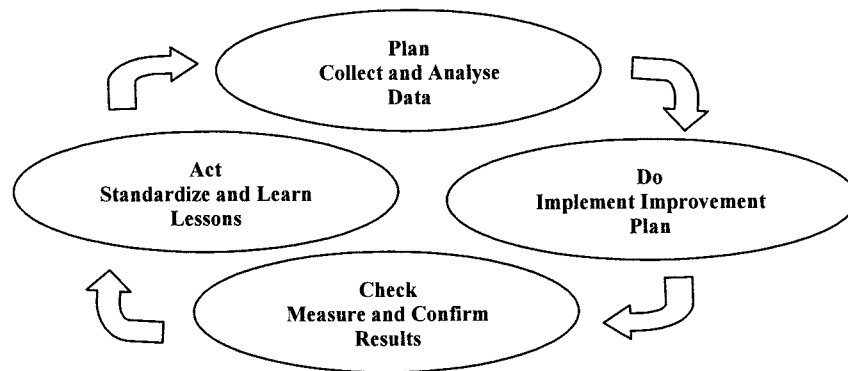 Plan
Collect and Analyse
Data
Do
Implement Improvement
Plan
Check
Measure and Confirm
Results
Act
Standardize and Learn
Lessons